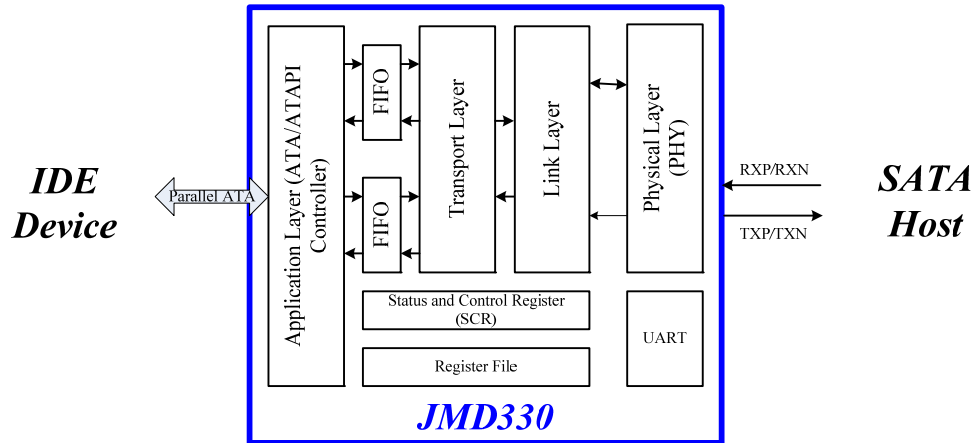 IDE
Device
Parallel ATA
Application Layer (ATA/ATAPI
Controller)
FIFO
FIFO
Transport Layer
Link Layer
Physical Layer
(PHY)
RXP/RXN
TXP/TXN
SATA
Host
Status and Control Register
(SCR)
Register File
UART
JMD330